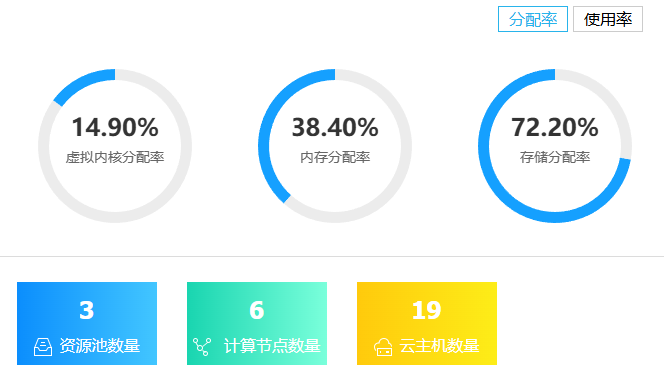 分配率 使用率
14.90% 38.40% 72.20%
虚拟内核分配率 内存分配率 存储分配率
3 6 19
资源池数量 计算节点数量 云主机数量